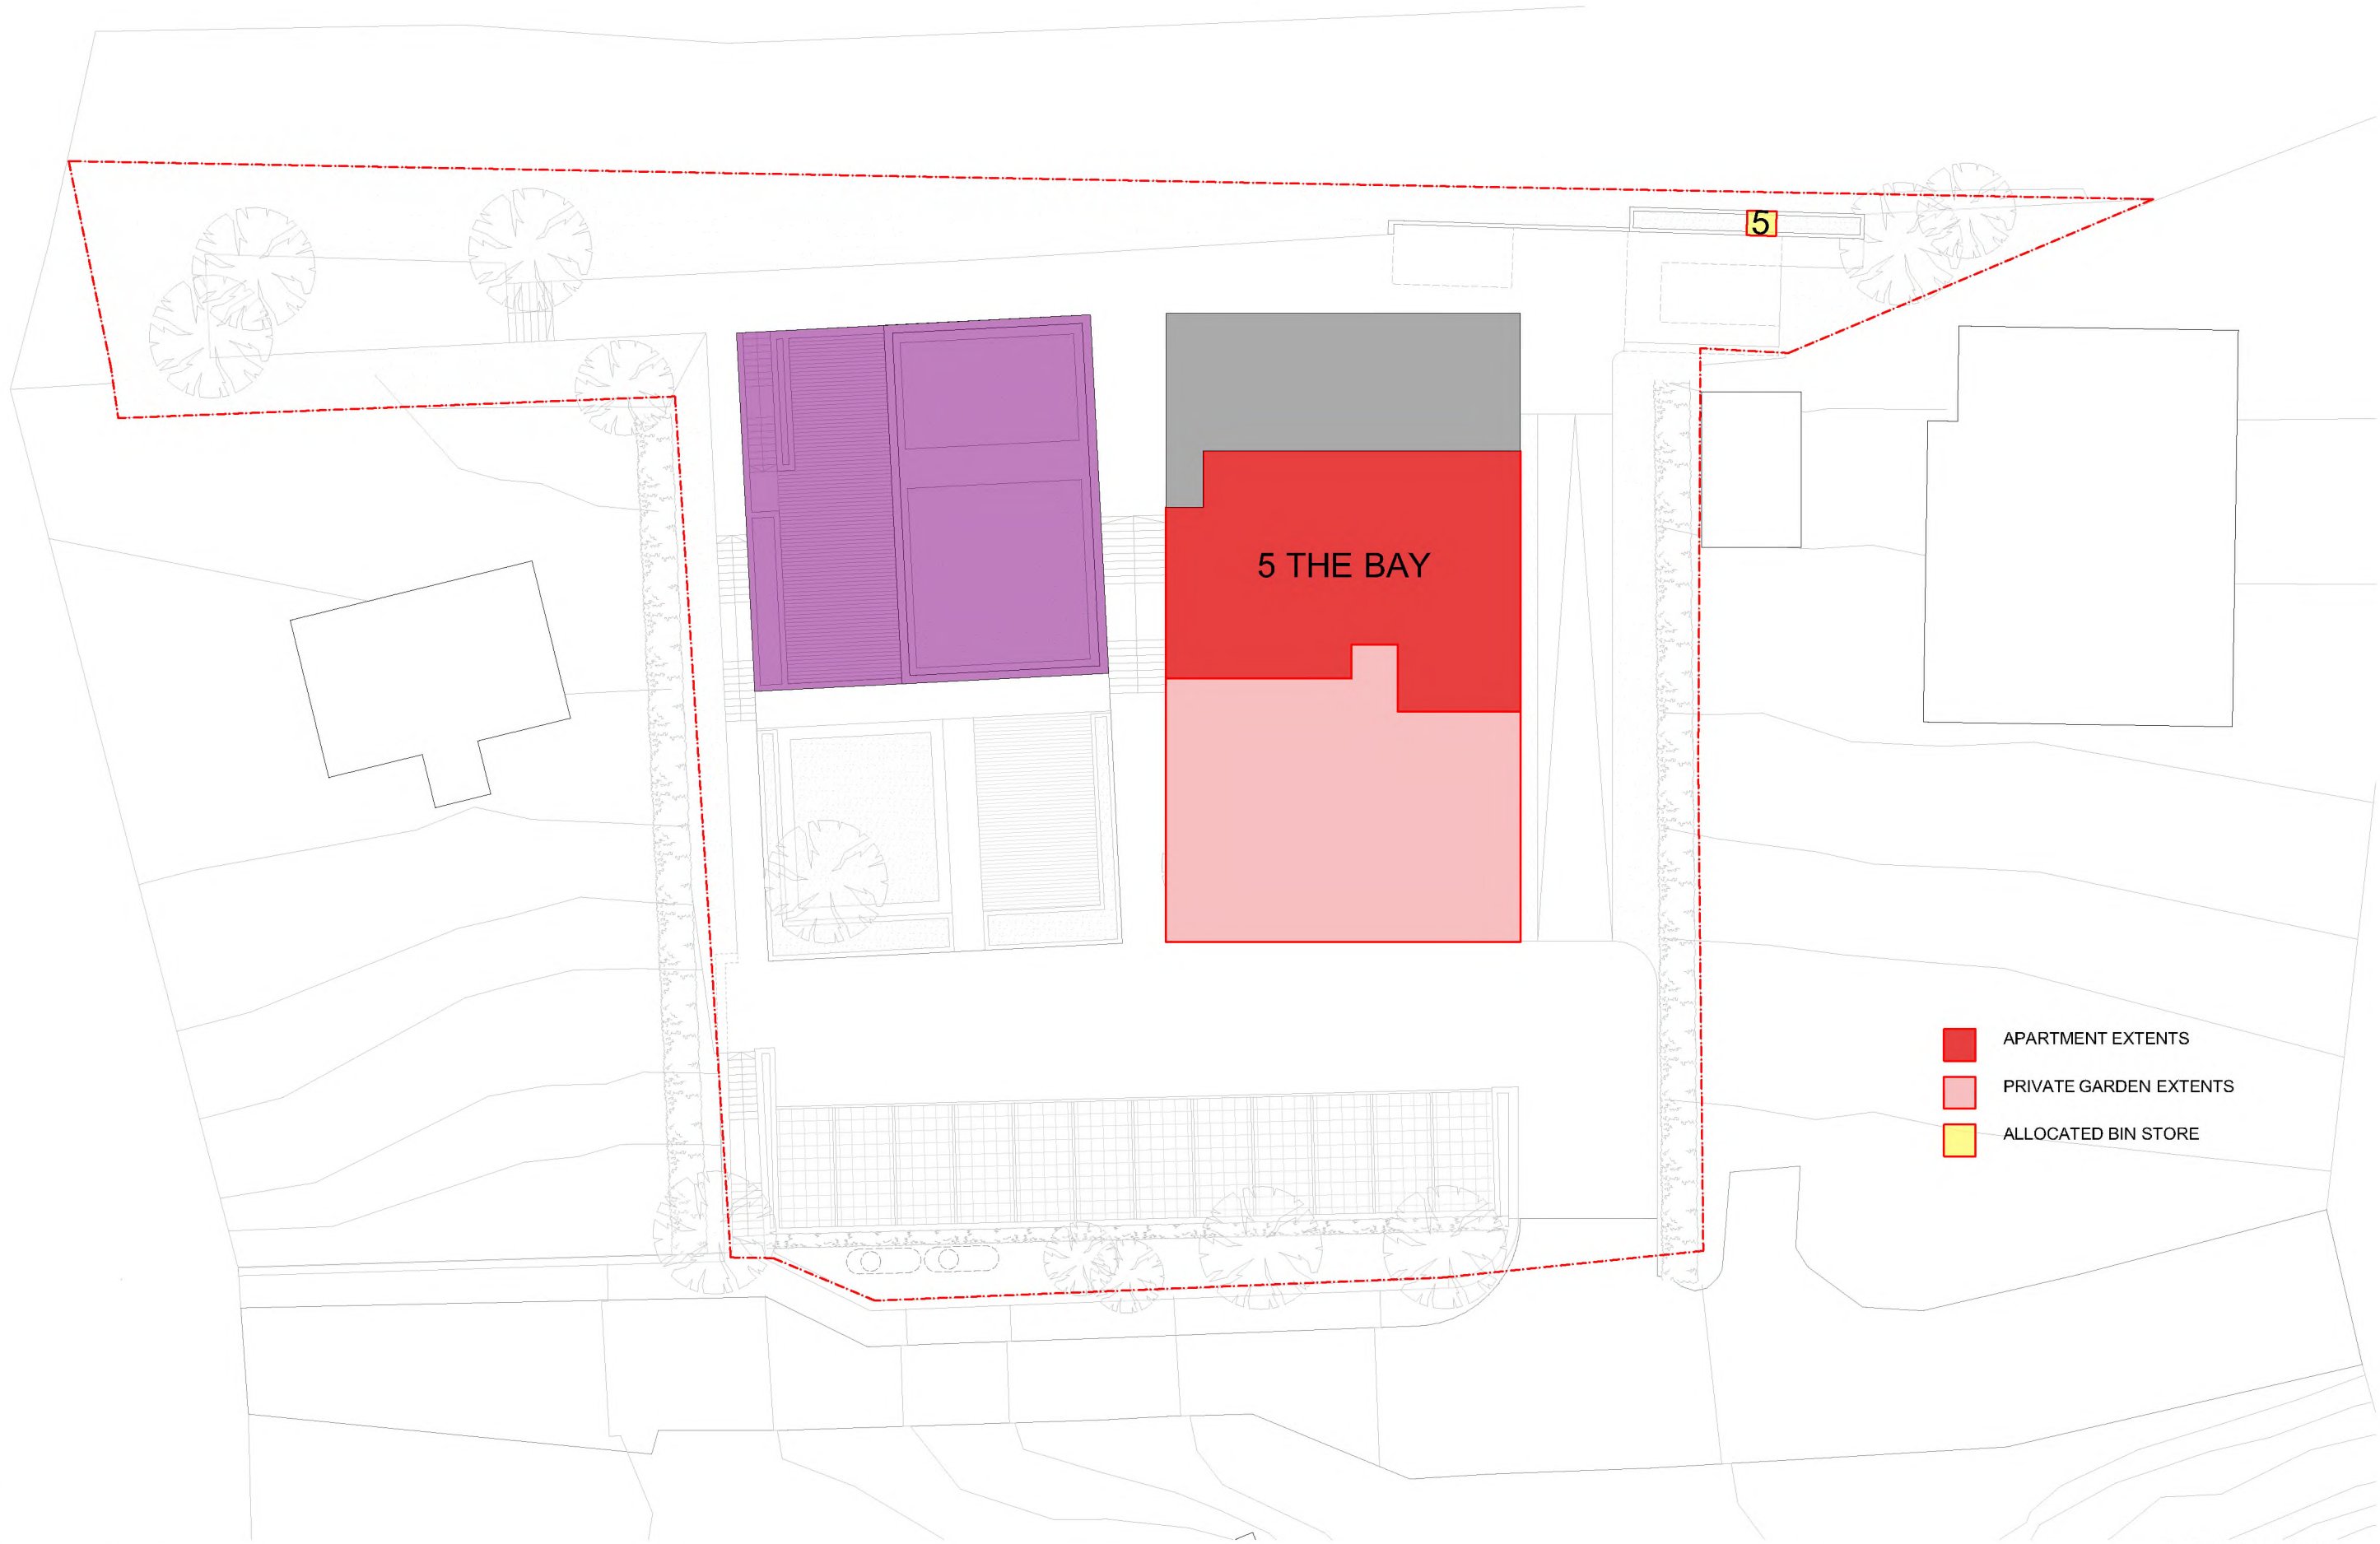 5
5 THE BAY
APARTMENT EXTENTS
PRIVATE GARDEN EXTENTS
ALLOCATED BIN STORE